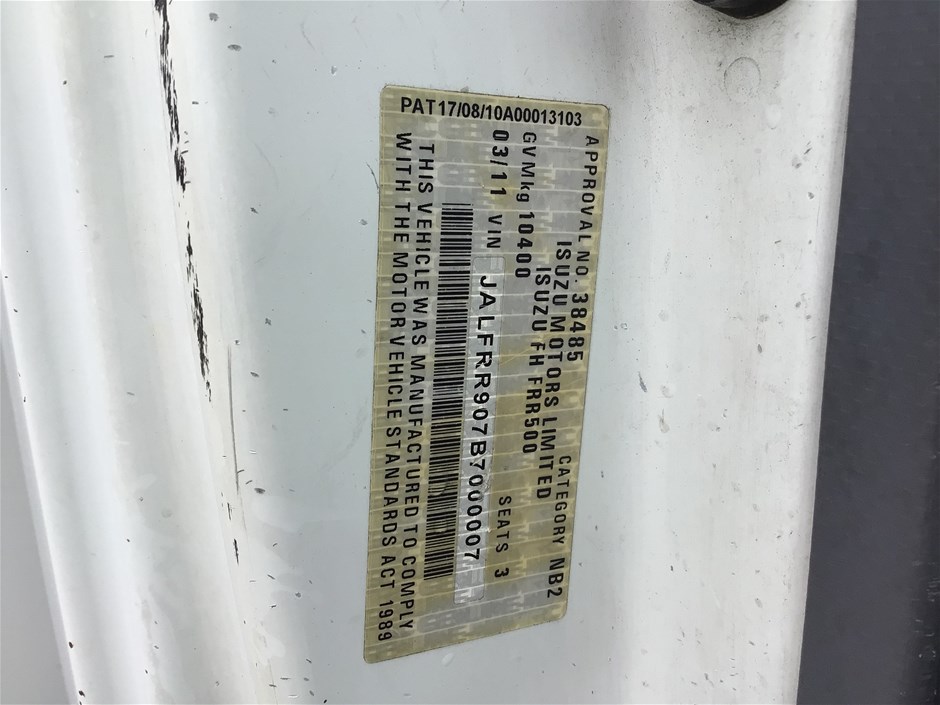 PAT17/08/10A00013103
APPROVAL NO. 38485 CATEGORY NB2
ISUZU MOTORS LIMITED
ISUZU FH FRR500
GVMkg 10400 SEATS 3
03/11 VIN JALFRR907B7000007
THIS VEHICLE WAS MANUFACTURED TO COMPLY
WITH THE MOTOR VEHICLE STANDARDS ACT 1989